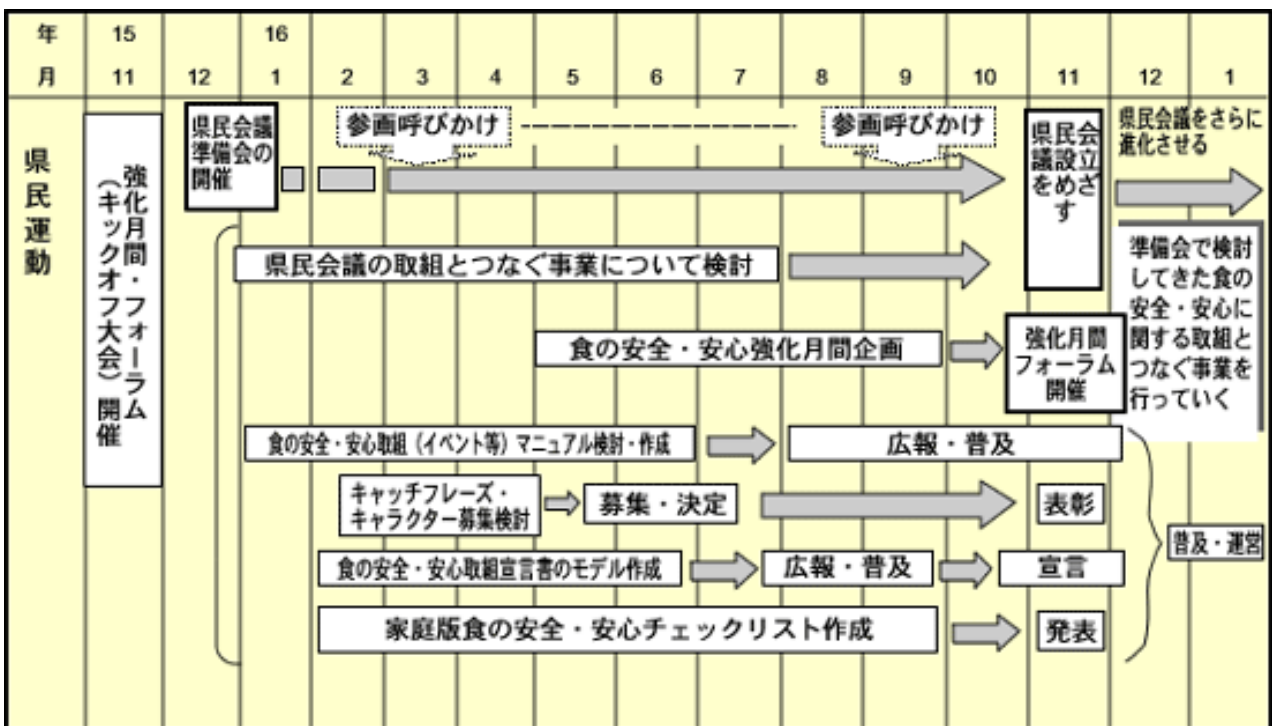 年 15 16
月 11 12 1 2 3 4 5 6 7 8 9 10 11 12 1
県民運動
強化月間・フォーラム
（キックオフ大会）開催
県民会議
準備会の
開催
参画呼びかけ
参画呼びかけ
県民会
議設立
をめざ
す
県民会議をさらに
進化させる
県民会議の取組とつなぐ事業について検討
準備会で検討
してきた食の
安全・安心に
関する取組と
つなぐ事業を
行っていく
食の安全・安心強化月間企画
強化月間
フォーラム
開催
食の安全・安心取組（イベント等）マニュアル検討・作成
広報・普及
キャッチフレーズ・
キャラクター募集検討
募集・決定
表彰
普及・運営
食の安全・安心取組宣言書のモデル作成
広報・普及
宣言
家庭版食の安全・安心チェックリスト作成
発表